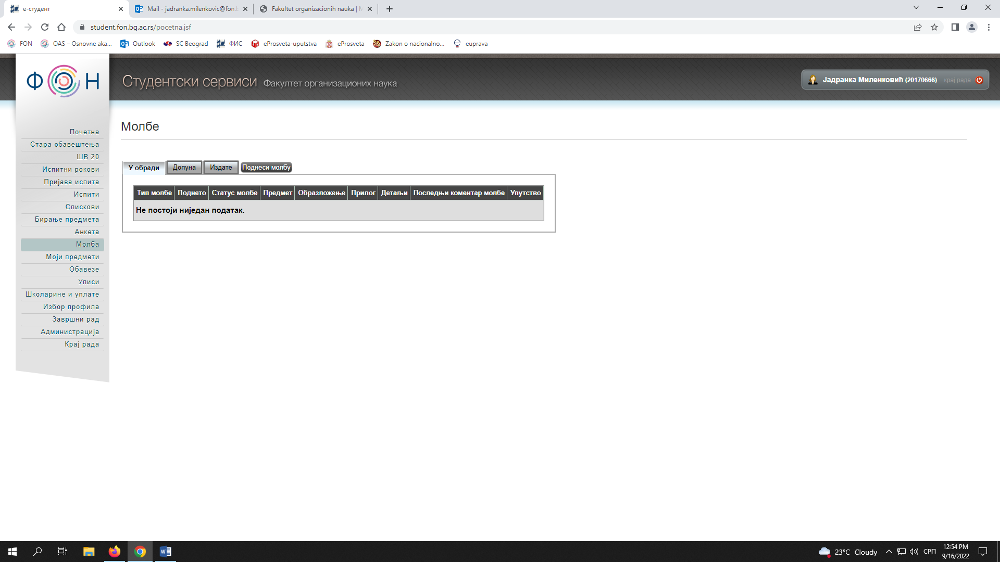 е-студент
Mail - jadranka.milenkovic@fon.b
Fakultet organizacionih nauka |
student.fon.bg.ac.rs/pocetna.jsf
FON
OAS – Osnovne aka...
Outlook
SC Beograd
ФИС
eProsveta-uputstva
eProsveta
Zakon o nacionalno...
euprava
Ф Н
Студентски сервиси Факултет организационих наука
Јадранка Миленковић (20170666) крај рада
Почетна
Стара обавештења
ШВ 20
Испитни рокови
Пријава испита
Испити
Спискови
Бирање предмета
Анкета
Молба
Моји предмети
Обавезе
Уписи
Школарине и уплате
Избор профила
Завршни рад
Администрација
Крај рада
Молбе
У обради Допуна Издате Поднеси молбу
Тип молбе Поднето Статус молбе Предмет Образложење Прилог Детаљи Последњи коментар молбе Упутство
Не постоји ниједан податак.
23°C Cloudy
СРП
12:54 PM
9/16/2022